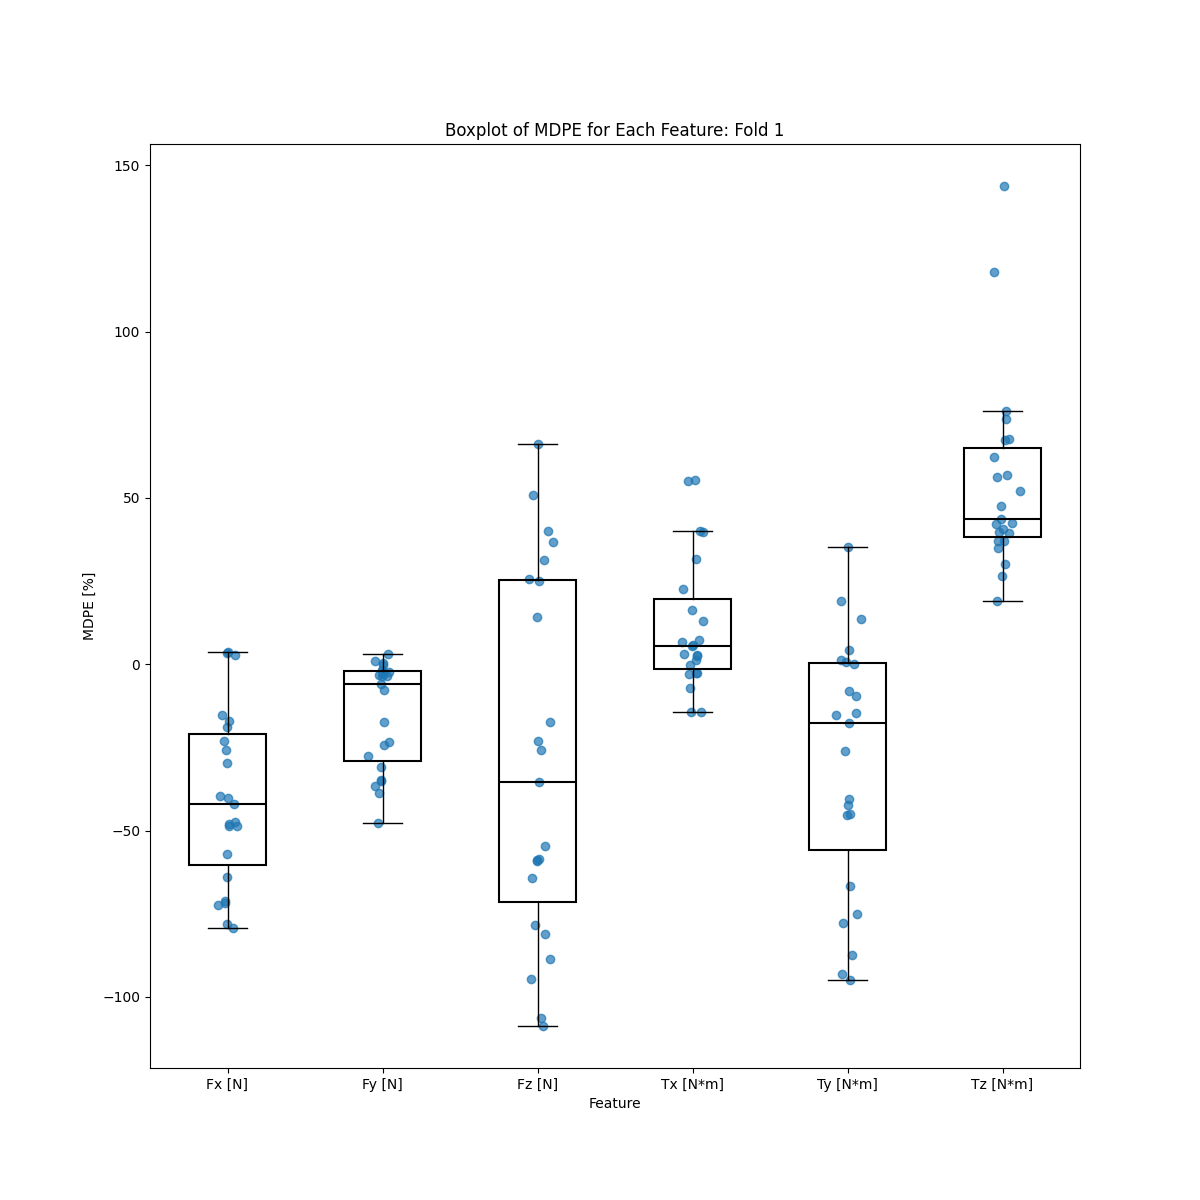 Boxplot of MDPE for Each Feature: Fold 1
150
100
50
0
−50
−100
MDPE [%]
Fx [N] Fy [N] Fz [N] Tx [N*m] Ty [N*m] Tz [N*m]
Feature